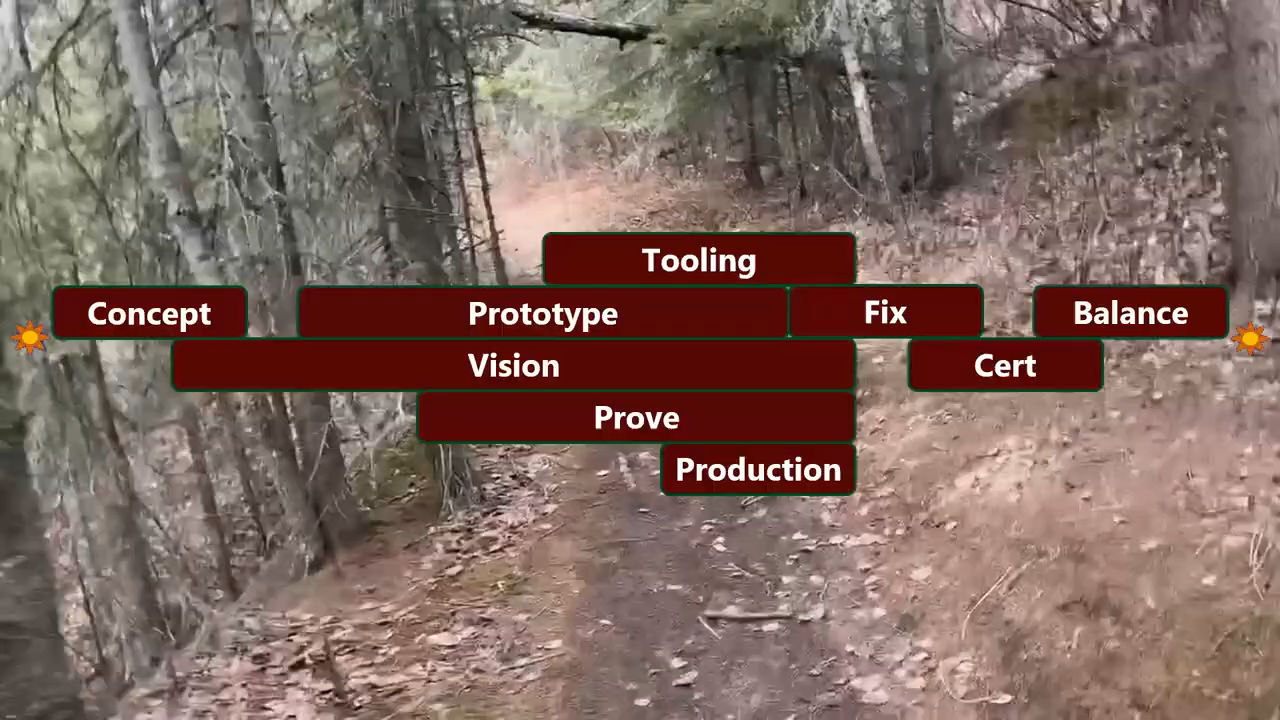 Tooling
Concept
Prototype
Fix
Balance
Vision
Cert
Prove
Production